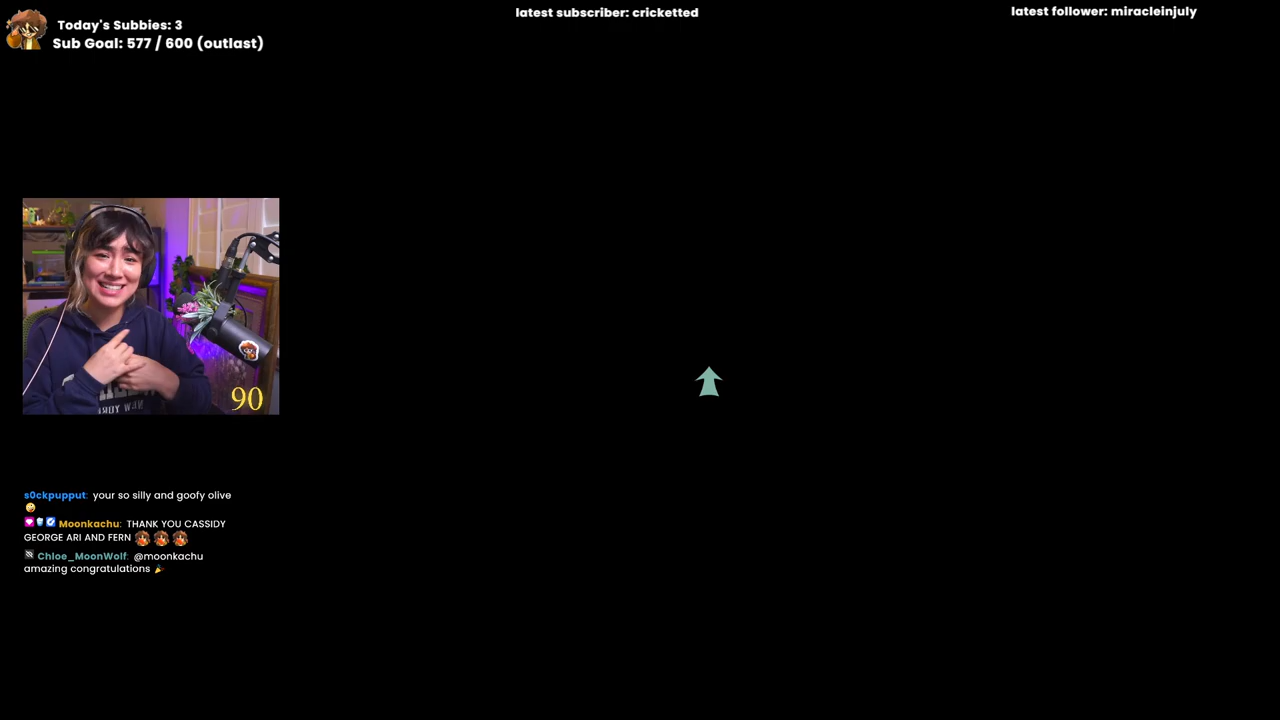 Today's Subbies: 3
Sub Goal: 577 / 600 (outlast)
latest subscriber: cricketted
latest follower: miracleinjuly
90
s0ckpupput: your so silly and goofy olive
Moonkachu: THANK YOU CASSIDY
GEORGE ARI AND FERN
Chloe_MoonWolf: @moonkachu
amazing congratulations